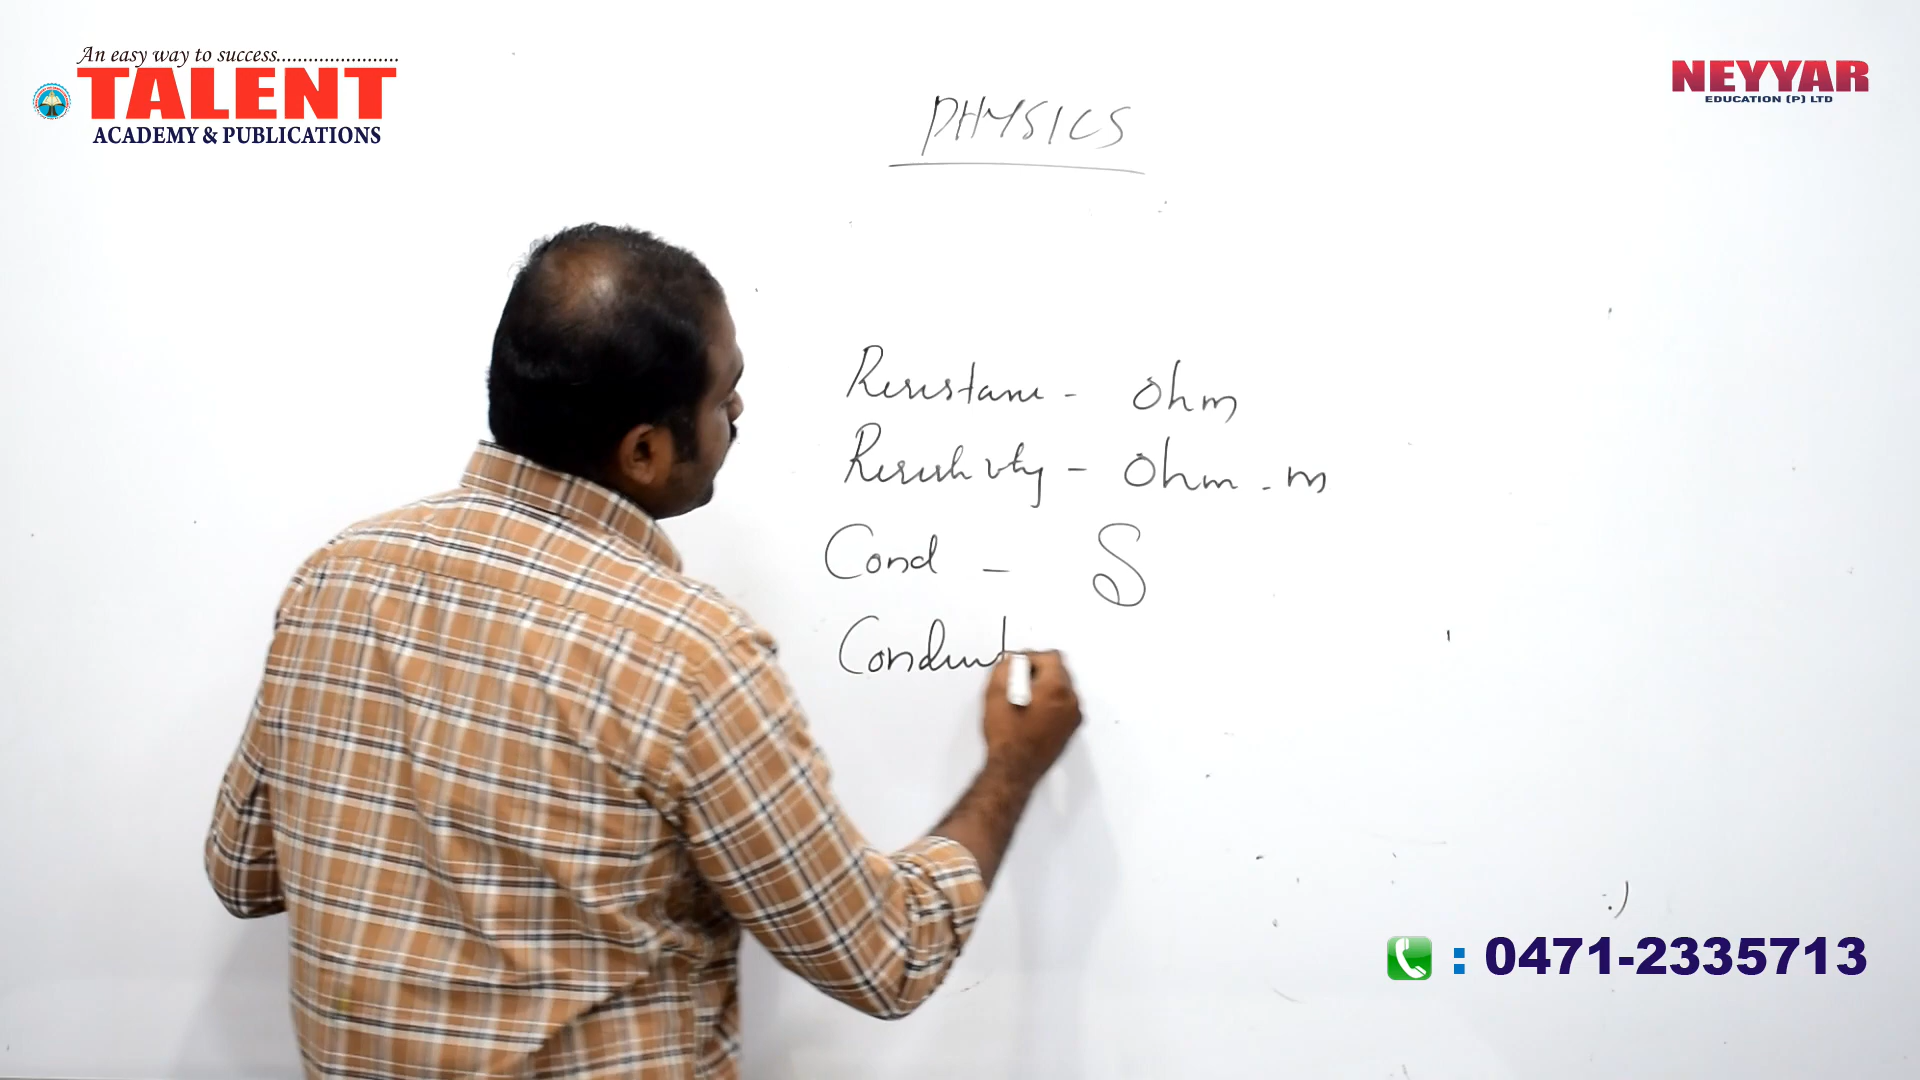 An easy way to success.......................
TALENT
ACADEMY & PUBLICATIONS
NEYYAR
EDUCATION (P) LTD
PHYSICS
Resistance - Ohm
Resistivity - Ohm . m
Cond - S
Conduct
: 0471-2335713